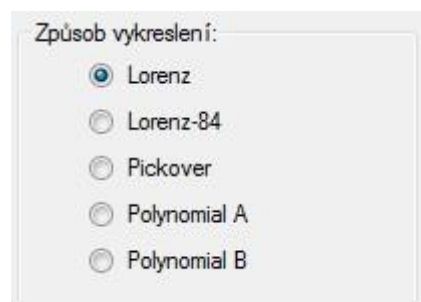 Způsob vykreslení:
Lorenz
Lorenz-84
Pickover
Polynomial A
Polynomial B